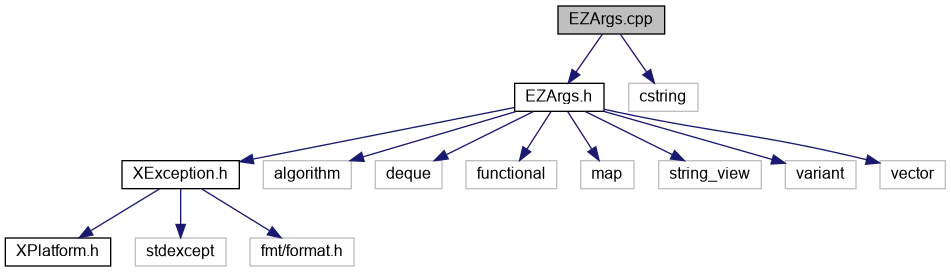 EZArgs.cpp
EZArgs.h
cstring
XException.h
algorithm
deque
functional
map
string_view
variant
vector
XPlatform.h
stdexcept
fmt/format.h